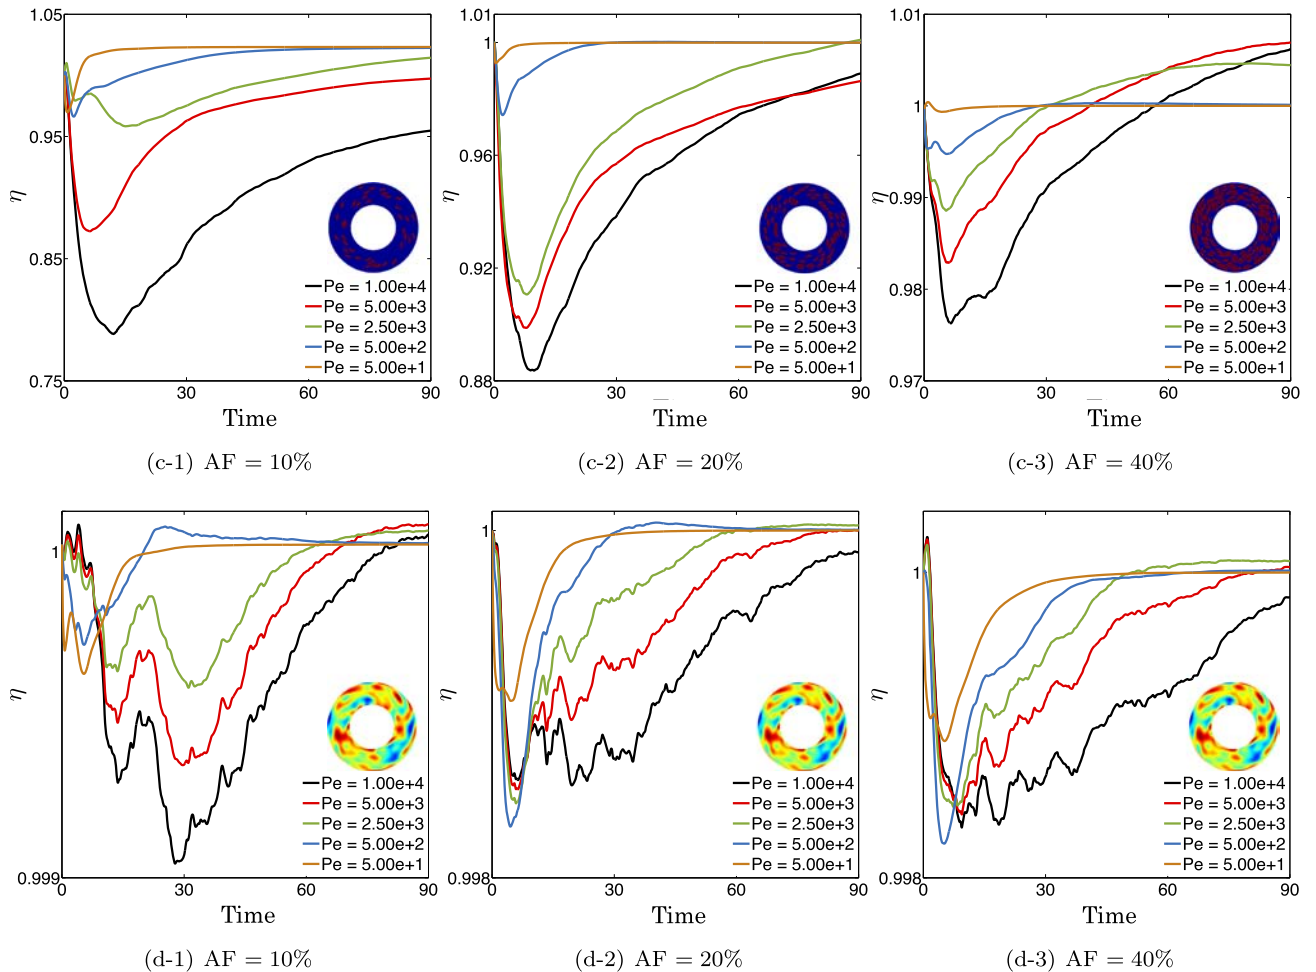 1.05
0.95
0.85
0.75
η
0 30 60 90
Time
Pe = 1.00e+4
Pe = 5.00e+3
Pe = 2.50e+3
Pe = 5.00e+2
Pe = 5.00e+1
(c-1) AF = 10%
1.01
1
0.96
0.92
0.88
η
0 30 60 90
Time
Pe = 1.00e+4
Pe = 5.00e+3
Pe = 2.50e+3
Pe = 5.00e+2
Pe = 5.00e+1
(c-2) AF = 20%
1.01
1
0.99
0.98
0.97
η
0 30 60 90
Time
Pe = 1.00e+4
Pe = 5.00e+3
Pe = 2.50e+3
Pe = 5.00e+2
Pe = 5.00e+1
(c-3) AF = 40%
1
0.999
η
0 30 60 90
Time
Pe = 1.00e+4
Pe = 5.00e+3
Pe = 2.50e+3
Pe = 5.00e+2
Pe = 5.00e+1
(d-1) AF = 10%
1
0.998
η
0 30 60 90
Time
Pe = 1.00e+4
Pe = 5.00e+3
Pe = 2.50e+3
Pe = 5.00e+2
Pe = 5.00e+1
(d-2) AF = 20%
1
0.998
η
0 30 60 90
Time
Pe = 1.00e+4
Pe = 5.00e+3
Pe = 2.50e+3
Pe = 5.00e+2
Pe = 5.00e+1
(d-3) AF = 40%